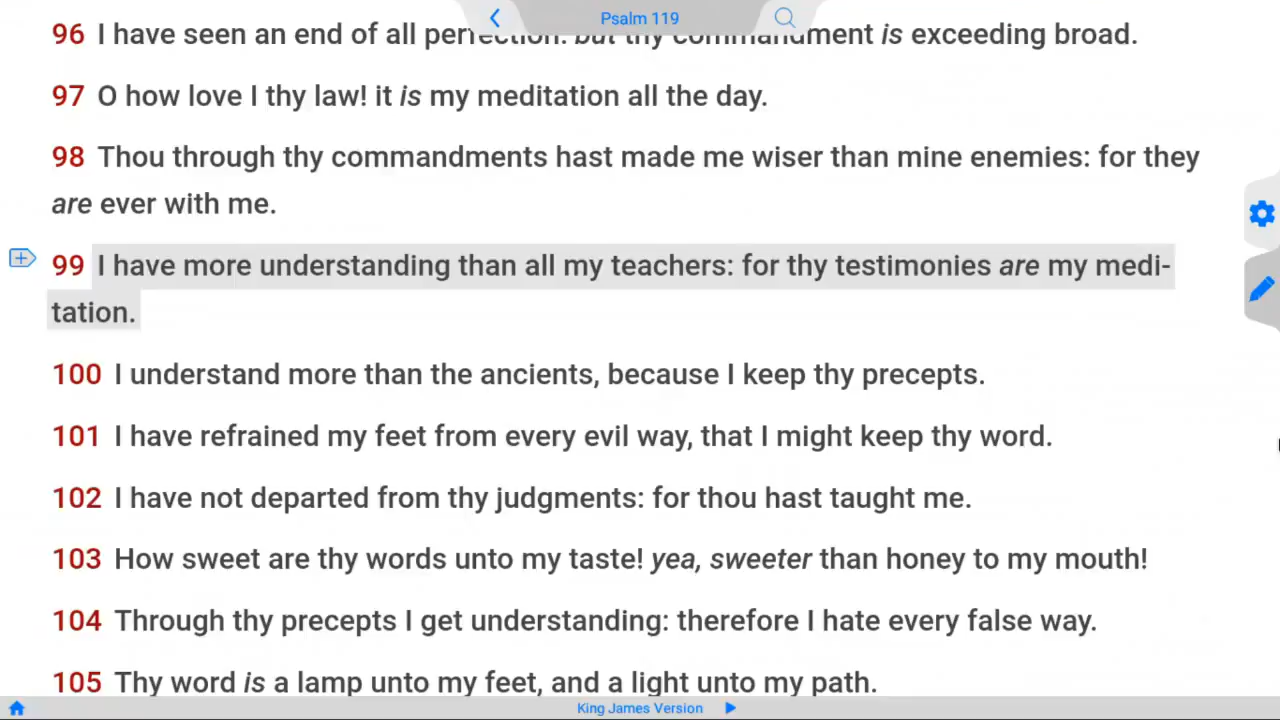 Psalm 119
96 I have seen an end of all perfection: but thy commandment is exceeding broad.
97 O how love I thy law! it is my meditation all the day.
98 Thou through thy commandments hast made me wiser than mine enemies: for they
are ever with me.
99 I have more understanding than all my teachers: for thy testimonies are my medi-
tation.
100 I understand more than the ancients, because I keep thy precepts.
101 I have refrained my feet from every evil way, that I might keep thy word.
102 I have not departed from thy judgments: for thou hast taught me.
103 How sweet are thy words unto my taste! yea, sweeter than honey to my mouth!
104 Through thy precepts I get understanding: therefore I hate every false way.
105 Thy word is a lamp unto my feet, and a light unto my path.
King James Version